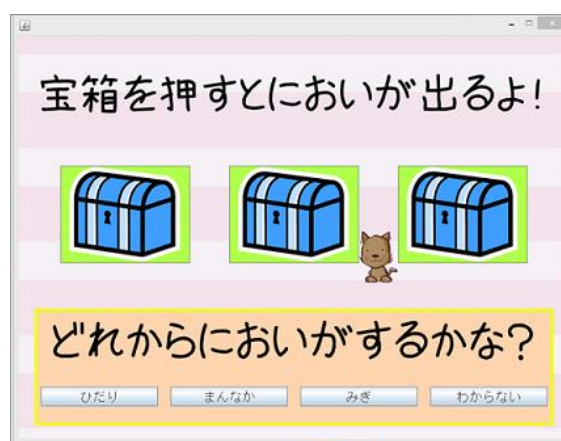 宝箱を押すとにおいが出るよ!
どれからにおいがするかな?
ひだり まんなか みぎ わからない